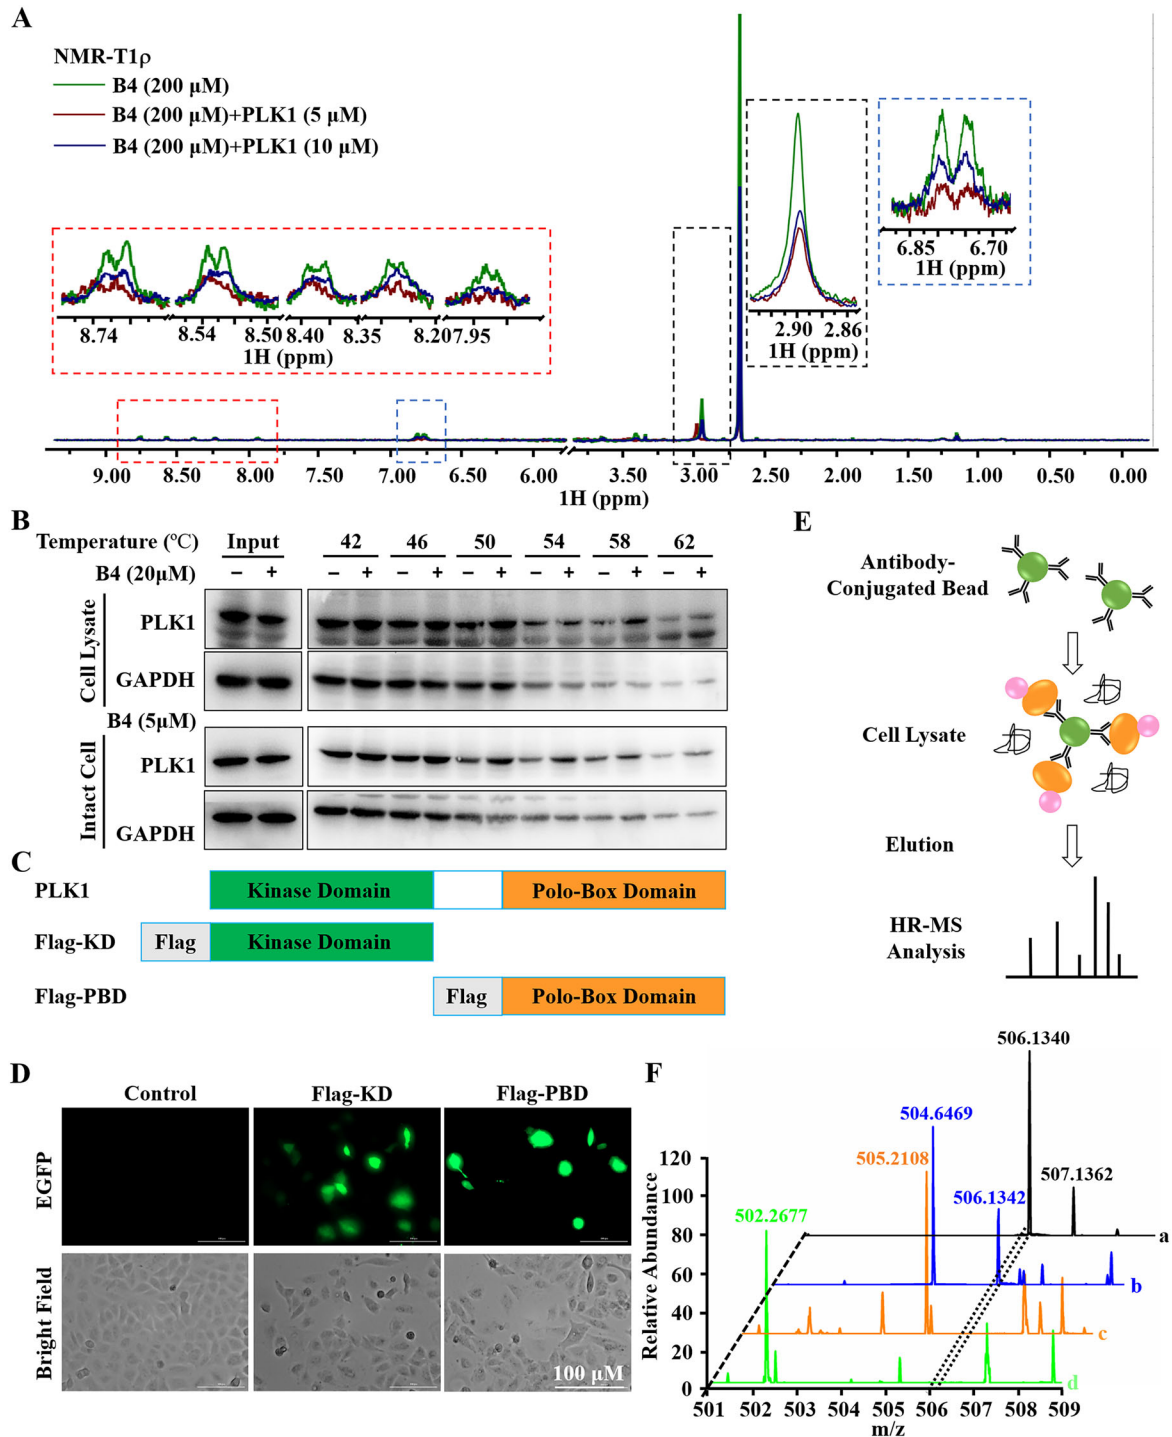 A
NMR-T1ρ
B4 (200 μM)
B4 (200 μM)+PLK1 (5 μM)
B4 (200 μM)+PLK1 (10 μM)
8.74 8.54 8.50 8.40 8.35 8.20 7.95
1H (ppm)
2.90 2.86
1H (ppm)
6.85 6.70
1H (ppm)
9.00 8.50 8.00 7.50 7.00 6.50 6.00 3.50 3.00 2.50 2.00 1.50 1.00 0.50 0.00
1H (ppm)
B
Temperature (°C) Input 42 46 50 54 58 62
B4 (20μM) – + – + – + – + – + – + – +
Cell Lysate
PLK1
GAPDH
B4 (5μM)
Intact Cell
PLK1
GAPDH
C
PLK1 Kinase Domain Polo-Box Domain
Flag-KD Flag Kinase Domain
Flag-PBD Flag Polo-Box Domain
D
Control Flag-KD Flag-PBD
EGFP
Bright Field
100 μM
E
Antibody-
Conjugated Bead
Cell Lysate
Elution
HR-MS
Analysis
F
506.1340
504.6469
507.1362
505.2108
506.1342
502.2677
Relative Abundance
120
100
80
60
40
20
0
a
b
c
d
501 502 503 504 505 506 507 508 509
m/z